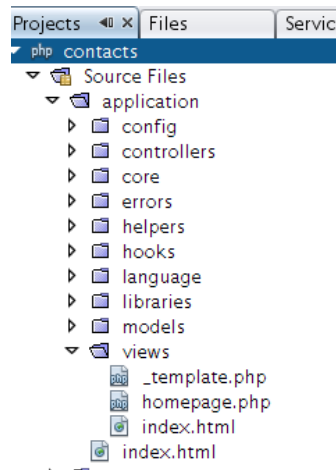 Projects Files Servic
php contacts
Source Files
application
config
controllers
core
errors
helpers
hooks
language
libraries
models
views
_template.php
homepage.php
index.html
index.html